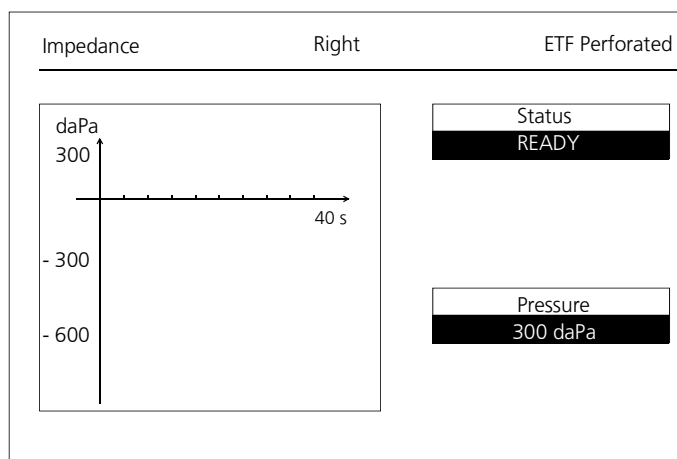 Impedance Right ETF Perforated
daPa
300
40 s
- 300
- 600
Status
READY
Pressure
300 daPa